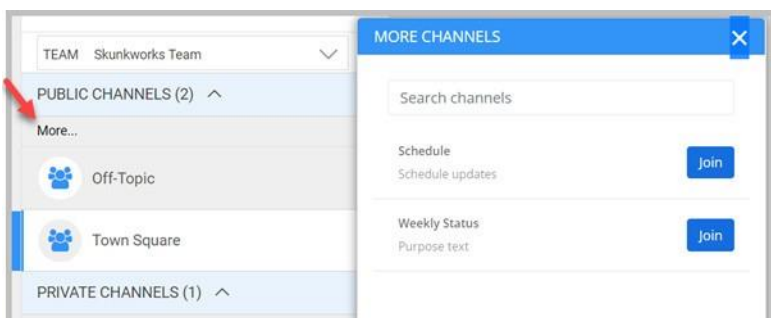 TEAM Skunkworks Team
PUBLIC CHANNELS (2)
More...
Off-Topic
Town Square
PRIVATE CHANNELS (1)
MORE CHANNELS
Search channels
Schedule
Schedule updates
Join
Weekly Status
Purpose text
Join